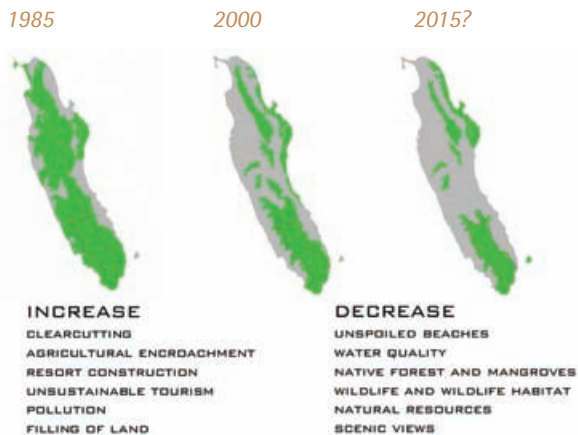 1985 2000 2015?
INCREASE
CLEARCUTTING
AGRICULTURAL ENCROACHMENT
RESORT CONSTRUCTION
UNSUSTAINABLE TOURISM
POLLUTION
FILLING OF LAND
DECREASE
UNSPOILED BEACHES
WATER QUALITY
NATIVE FOREST AND MANGROVES
WILDLIFE AND WILDLIFE HABITAT
NATURAL RESOURCES
SCENIC VIEWS